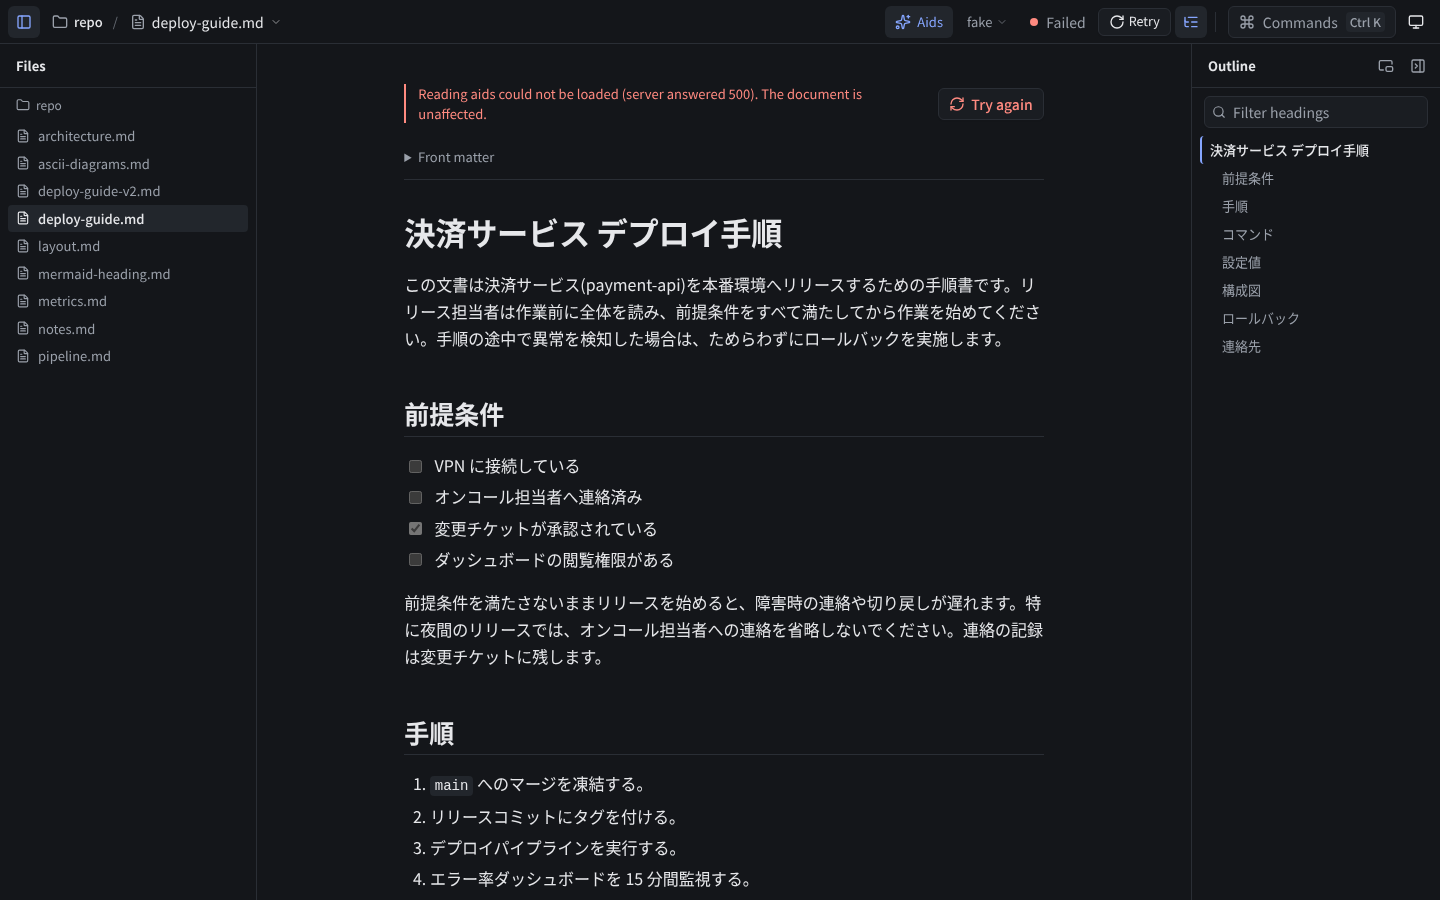 repo / deploy-guide.md
Aids
fake
Failed
Retry
Commands Ctrl K
Files
repo
architecture.md
ascii-diagrams.md
deploy-guide-v2.md
deploy-guide.md
layout.md
mermaid-heading.md
metrics.md
notes.md
pipeline.md
Reading aids could not be loaded (server answered 500). The document is
unaffected.
Try again
Front matter
決済サービス デプロイ手順
この文書は決済サービス(payment-api)を本番環境へリリースするための手順書です。リ
リース担当者は作業前に全体を読み、前提条件をすべて満たしてから作業を始めてくださ
い。手順の途中で異常を検知した場合は、ためらわずにロールバックを実施します。
前提条件
VPN に接続している
オンコール担当者へ連絡済み
変更チケットが承認されている
ダッシュボードの閲覧権限がある
前提条件を満たさないままリリースを始めると、障害時の連絡や切り戻しが遅れます。特
に夜間のリリースでは、オンコール担当者への連絡を省略しないでください。連絡の記録
は変更チケットに残します。
手順
1. main へのマージを凍結する。
2. リリースコミットにタグを付ける。
3. デプロイパイプラインを実行する。
4. エラー率ダッシュボードを 15 分間監視する。
Outline
Filter headings
決済サービス デプロイ手順
前提条件
手順
コマンド
設定値
構成図
ロールバック
連絡先